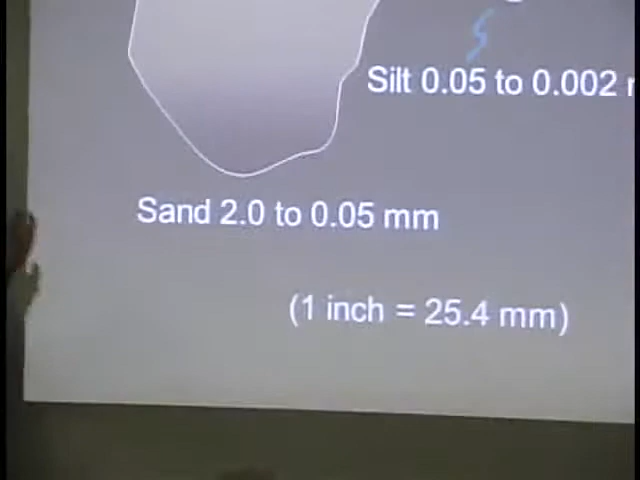 Silt 0.05 to 0.002
Sand 2.0 to 0.05 mm
(1 inch = 25.4 mm)